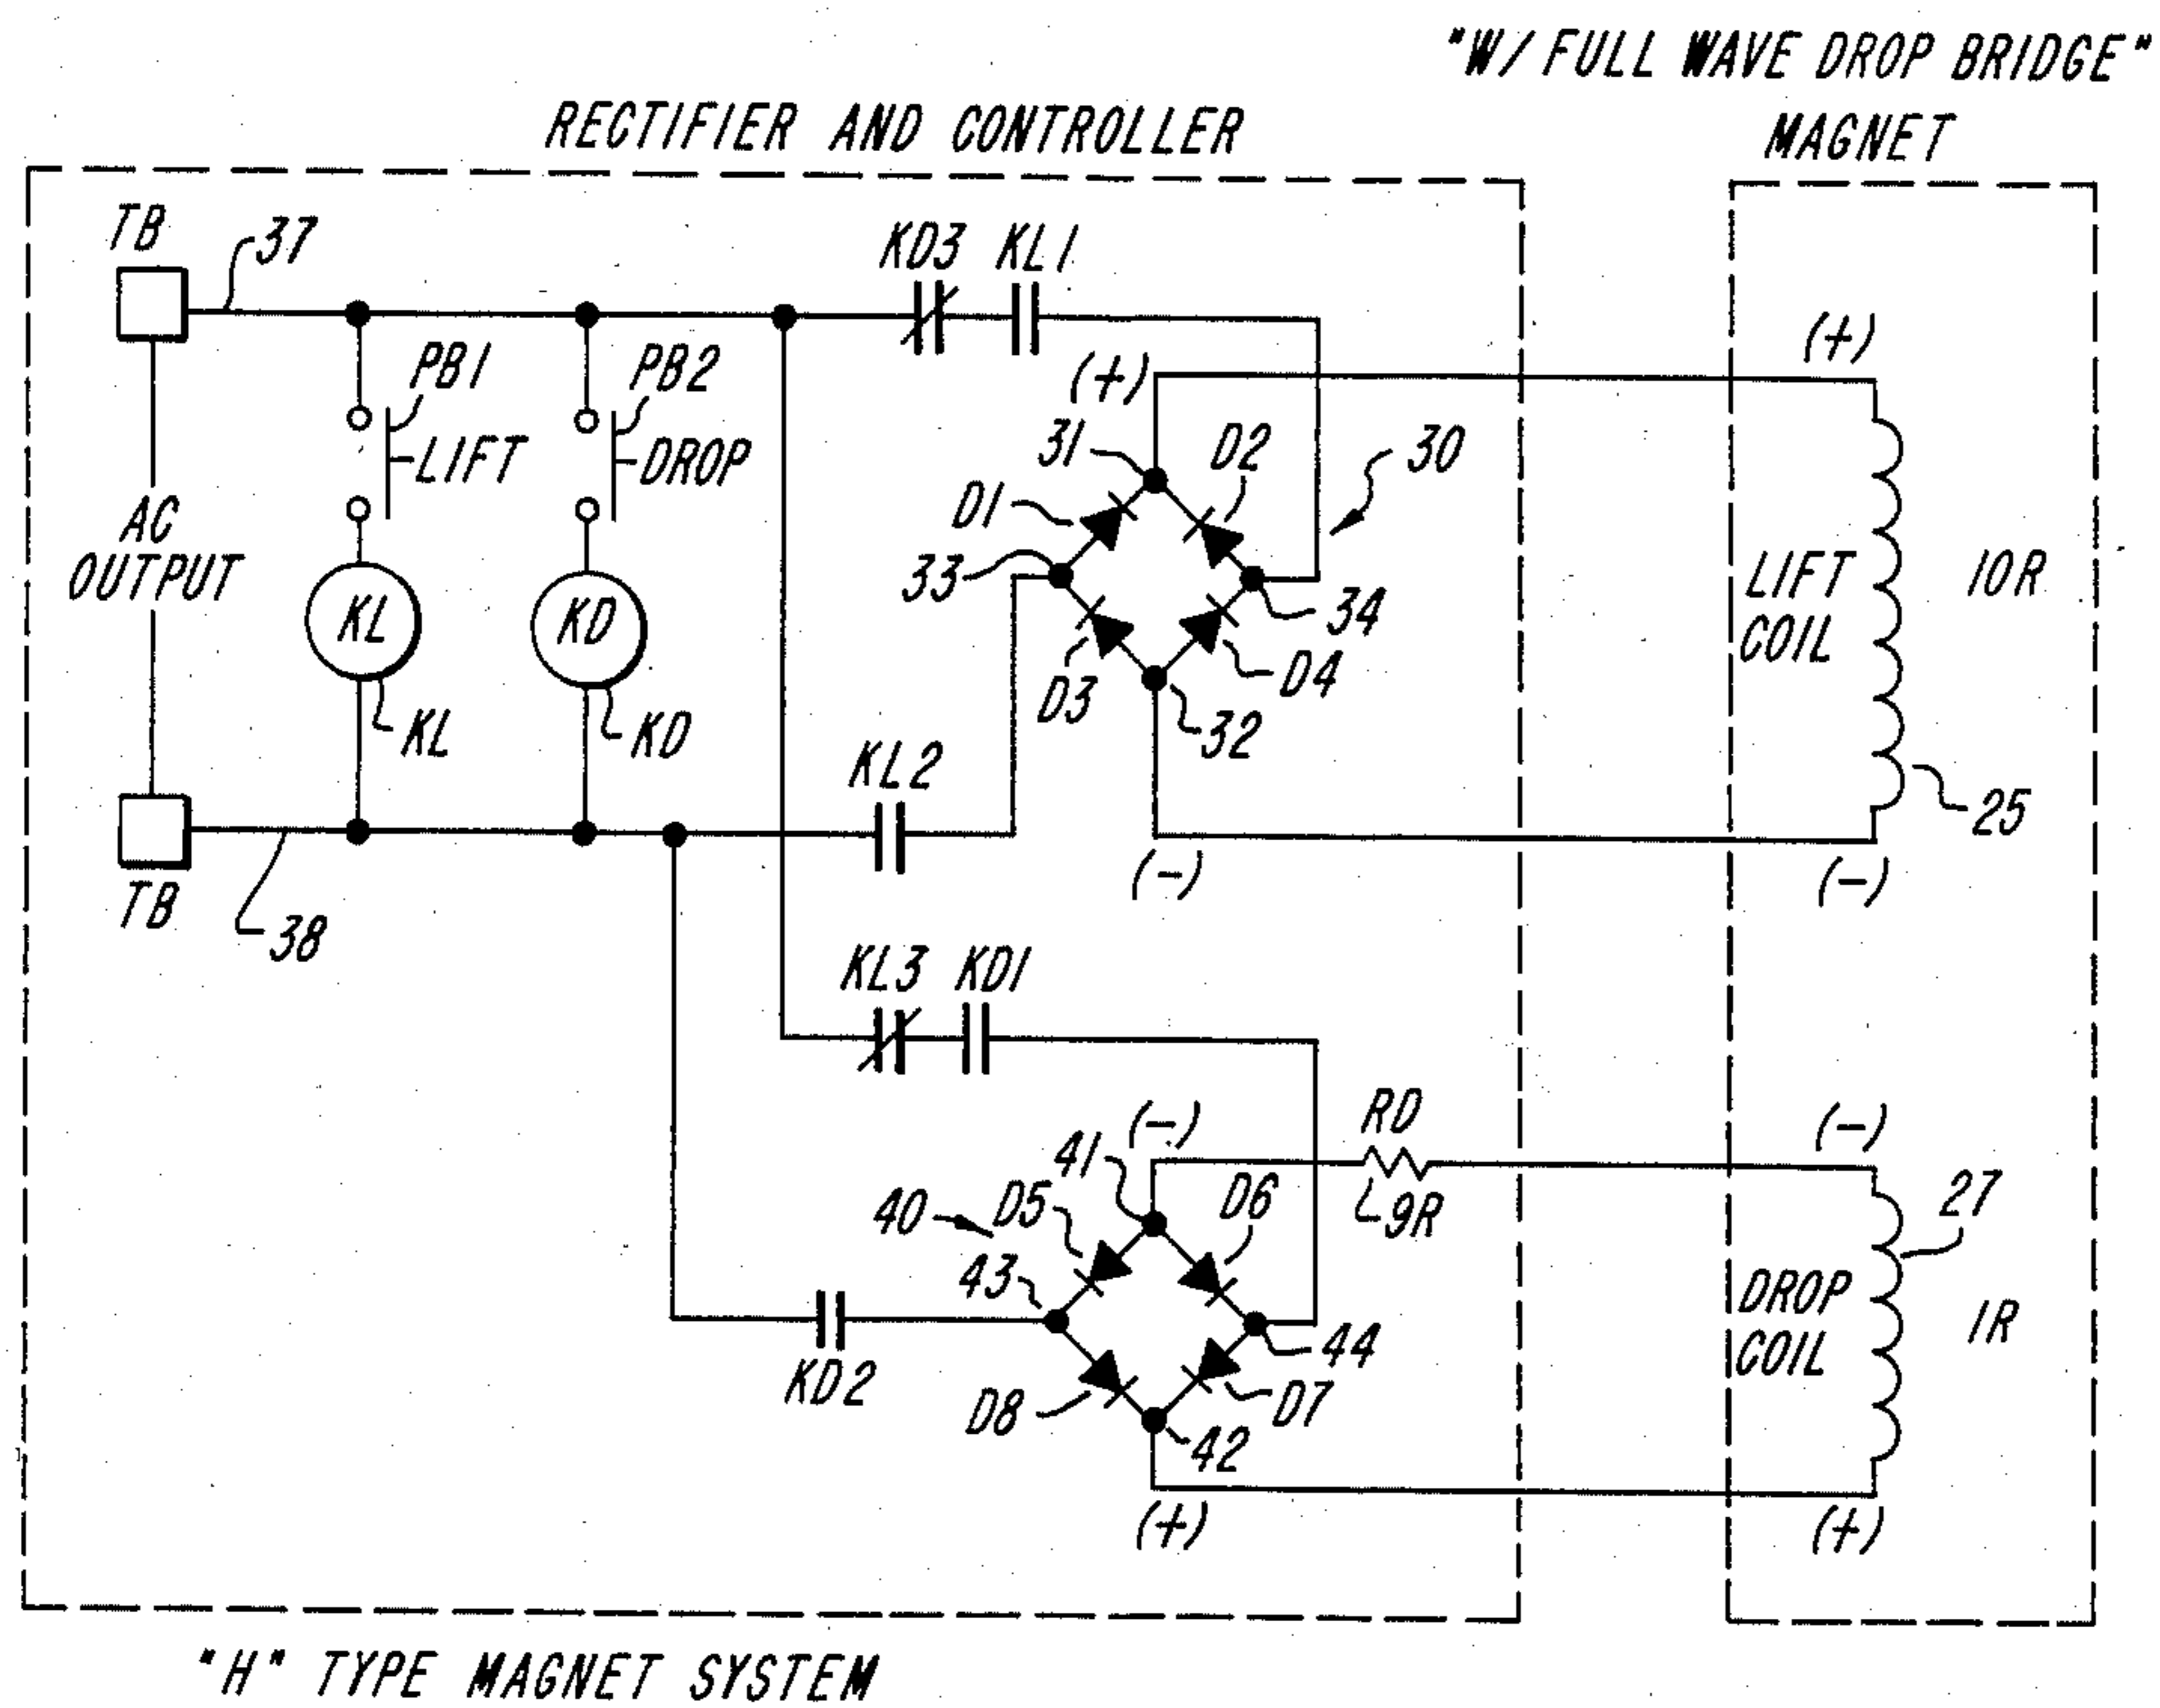 "W/ FULL WAVE DROP BRIDGE"
RECTIFIER AND CONTROLLER
MAGNET
TB
37
KD3 KL1
(+)
(+)
PB1
PB2
LIFT
DROP
31
D2
30
D1
AC
OUTPUT
33
34
LIFT
COIL
10R
KL
KD
D3
D4
32
KL
KD
KL2
25
TB
38
(-)
(-)
KL3 KD1
RD
(-)
(-)
41
9R
27
40
D5
D6
43
DROP
COIL
1R
44
KD2
D8
D7
42
(+)
(+)
"H" TYPE MAGNET SYSTEM